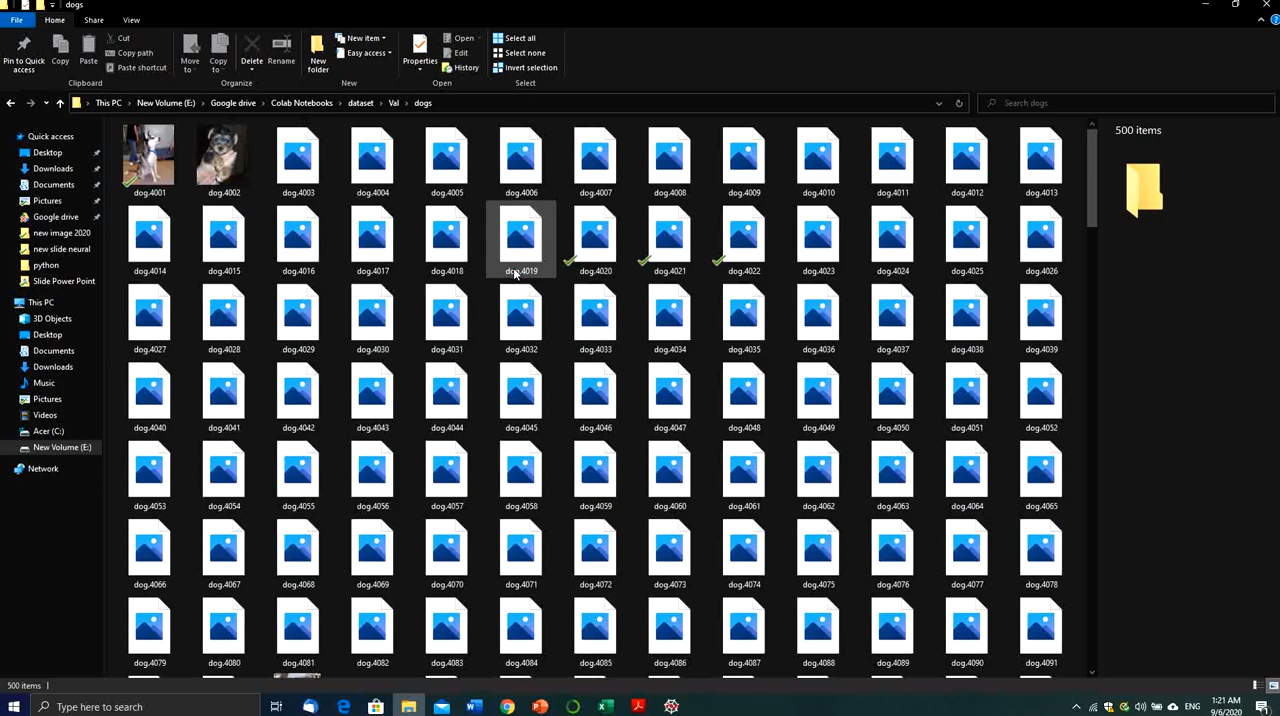 dogs
File Home Share View
Pin to Quick access
Copy
Paste
Cut
Copy path
Paste shortcut
Clipboard
Move to
Copy to
Delete
Rename
Organize
New folder
New item
Easy access
New
Properties
Open
Edit
History
Open
Select all
Select none
Invert selection
Select
This PC > New Volume (E:) > Google drive > Colab Notebooks > dataset > Val > dogs
Search dogs
Quick access
Desktop
Downloads
Documents
Pictures
Google drive
new image 2020
new slide neural
python
Slide Power Point
This PC
3D Objects
Desktop
Documents
Downloads
Music
Pictures
Videos
Acer (C:)
New Volume (E:)
Network
dog.4001 dog.4002 dog.4003 dog.4004 dog.4005 dog.4006 dog.4007 dog.4008 dog.4009 dog.4010 dog.4011 dog.4012 dog.4013
dog.4014 dog.4015 dog.4016 dog.4017 dog.4018 dog.4019 dog.4020 dog.4021 dog.4022 dog.4023 dog.4024 dog.4025 dog.4026
dog.4027 dog.4028 dog.4029 dog.4030 dog.4031 dog.4032 dog.4033 dog.4034 dog.4035 dog.4036 dog.4037 dog.4038 dog.4039
dog.4040 dog.4041 dog.4042 dog.4043 dog.4044 dog.4045 dog.4046 dog.4047 dog.4048 dog.4049 dog.4050 dog.4051 dog.4052
dog.4053 dog.4054 dog.4055 dog.4056 dog.4057 dog.4058 dog.4059 dog.4060 dog.4061 dog.4062 dog.4063 dog.4064 dog.4065
dog.4066 dog.4067 dog.4068 dog.4069 dog.4070 dog.4071 dog.4072 dog.4073 dog.4074 dog.4075 dog.4076 dog.4077 dog.4078
dog.4079 dog.4080 dog.4081 dog.4082 dog.4083 dog.4084 dog.4085 dog.4086 dog.4087 dog.4088 dog.4089 dog.4090 dog.4091
500 items
500 items
Type here to search
ENG
1:21 AM
9/6/2020